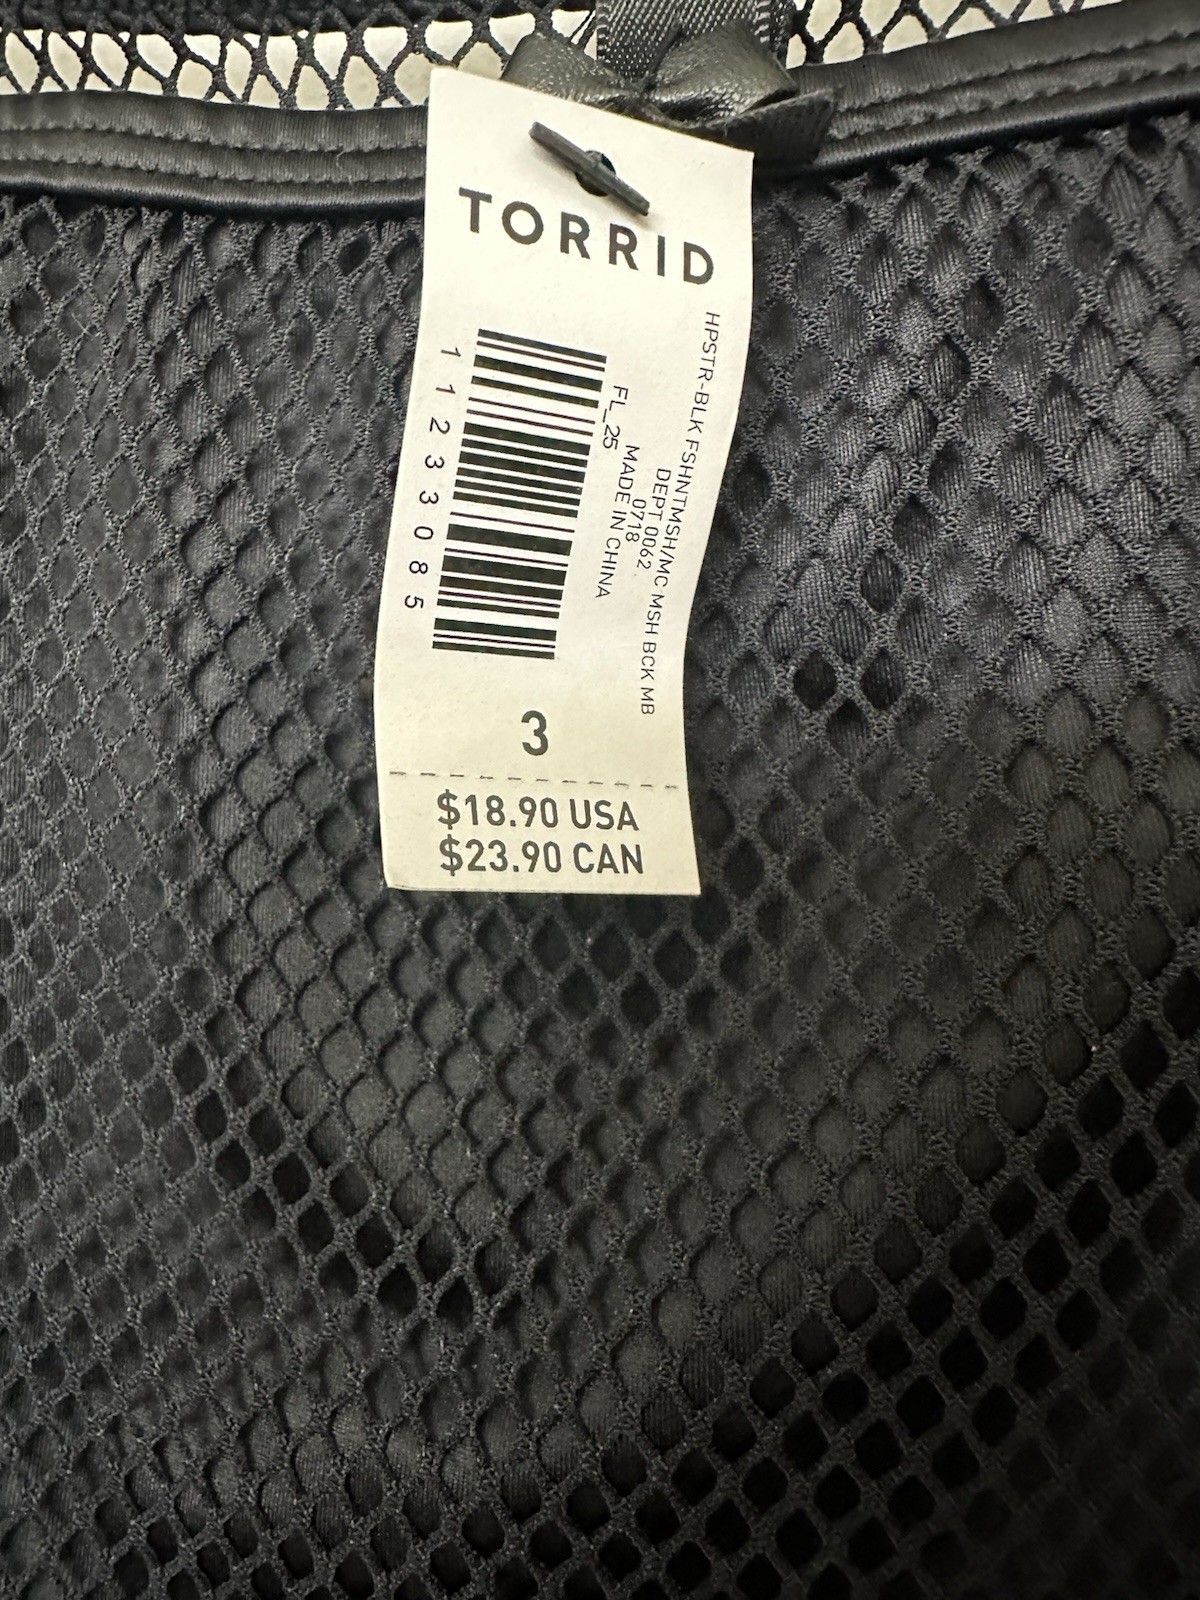 TORRID
HPSTR-BLK FSHNTMSH/MC MSH BCK MB
DEPT 0062
0718
MADE IN CHINA
FL_25
11233085
3
$18.90 USA
$23.90 CAN